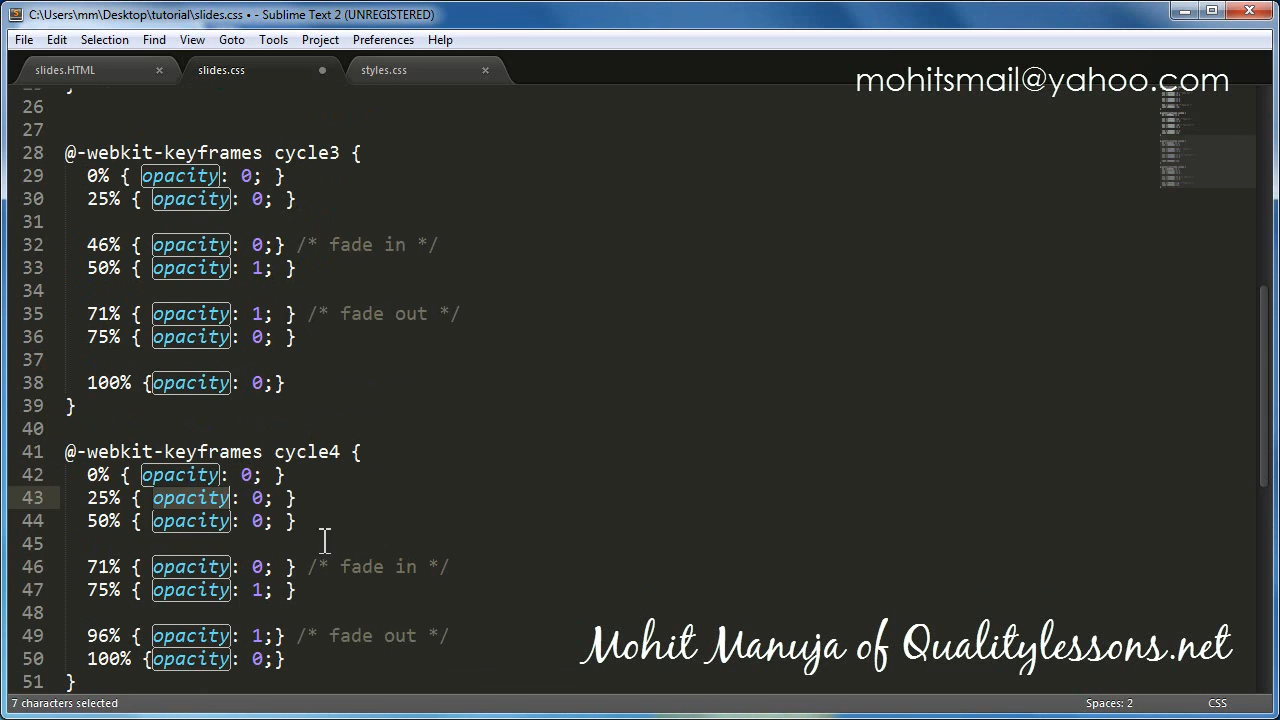 C:\Users\mm\Desktop\tutorial\slides.css • - Sublime Text 2 (UNREGISTERED)
File Edit Selection Find View Goto Tools Project Preferences Help
slides.HTML × slides.css styles.css ×
mohitsmail@yahoo.com
26
27
28 @-webkit-keyframes cycle3 {
29 0% { opacity: 0; }
30 25% { opacity: 0; }
31
32 46% { opacity: 0;} /* fade in */
33 50% { opacity: 1; }
34
35 71% { opacity: 1; } /* fade out */
36 75% { opacity: 0; }
37
38 100% {opacity: 0;}
39 }
40
41 @-webkit-keyframes cycle4 {
42 0% { opacity: 0; }
43 25% { opacity: 0; }
44 50% { opacity: 0; }
45
46 71% { opacity: 0; } /* fade in */
47 75% { opacity: 1; }
48
49 96% { opacity: 1;} /* fade out */
50 100% {opacity: 0;}
51 }
Mohit Manuja of Qualitylessons.net
7 characters selected Spaces: 2 CSS